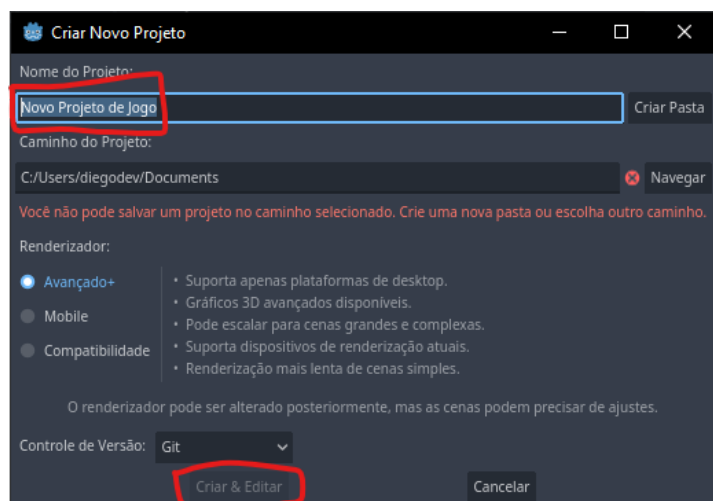 Criar Novo Projeto
Nome do Projeto:
Novo Projeto de Jogo
Criar Pasta
Caminho do Projeto:
C:/Users/diegodev/Documents
Navegar
Você não pode salvar um projeto no caminho selecionado. Crie uma nova pasta ou escolha outro caminho.
Renderizador:
Avançado+
Mobile
Compatibilidade
• Suporta apenas plataformas de desktop.
• Gráficos 3D avançados disponíveis.
• Pode escalar para cenas grandes e complexas.
• Suporta dispositivos de renderização atuais.
• Renderização mais lenta de cenas simples.
O renderizador pode ser alterado posteriormente, mas as cenas podem precisar de ajustes.
Controle de Versão:
Git
Criar & Editar
Cancelar